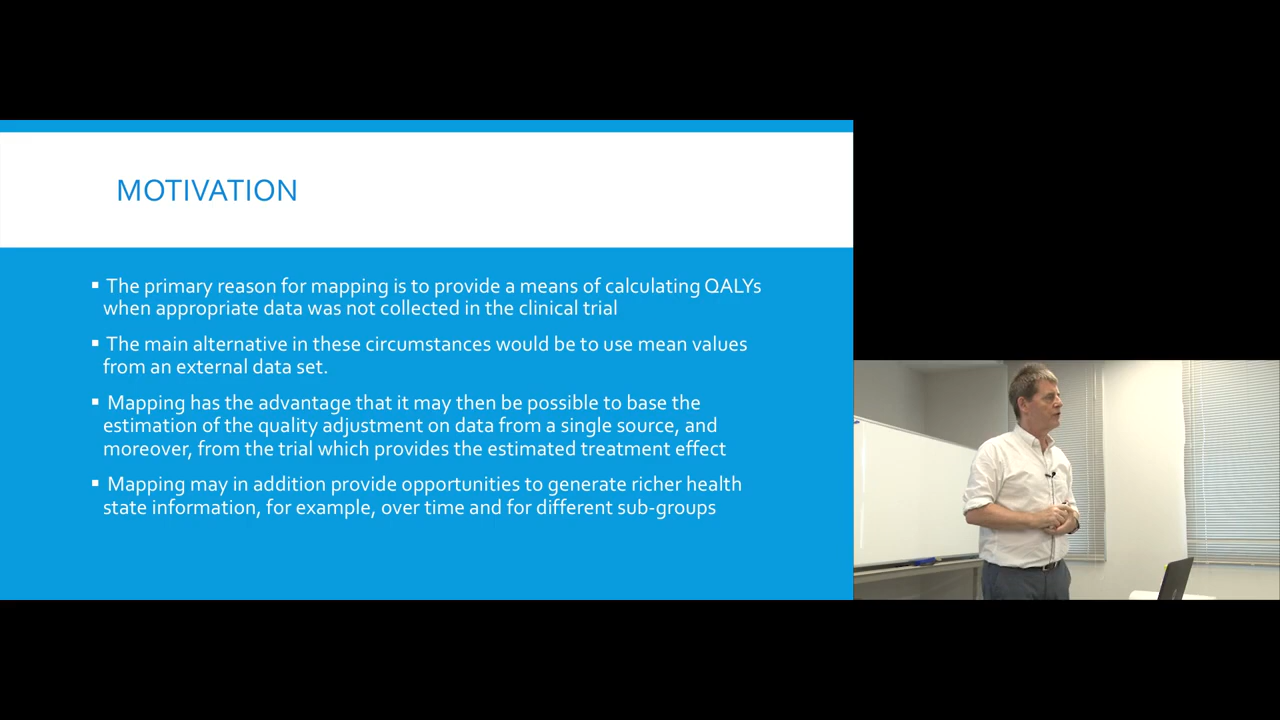 MOTIVATION
▪ The primary reason for mapping is to provide a means of calculating QALYs
when appropriate data was not collected in the clinical trial
▪ The main alternative in these circumstances would be to use mean values
from an external data set.
▪ Mapping has the advantage that it may then be possible to base the
estimation of the quality adjustment on data from a single source, and
moreover, from the trial which provides the estimated treatment effect
▪ Mapping may in addition provide opportunities to generate richer health
state information, for example, over time and for different sub-groups